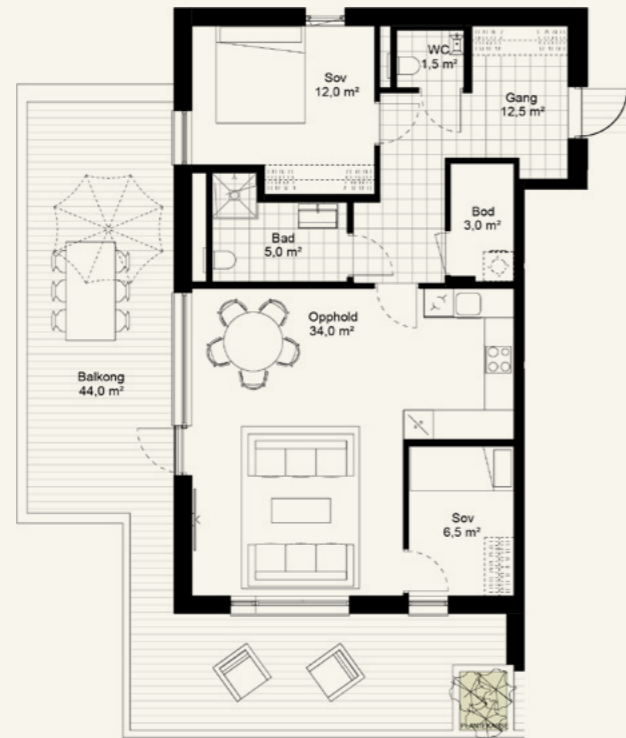 WC
1,5 m²
Sov
12,0 m²
Gang
12,5 m²
Bod
3,0 m²
Bad
5,0 m²
Opphold
34,0 m²
Balkong
44,0 m²
Sov
6,5 m²